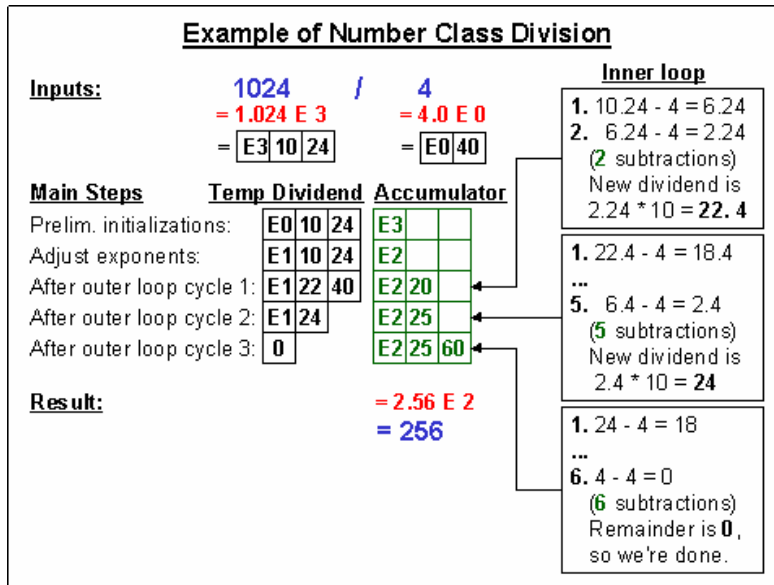 Example of Number Class Division
Inputs: 1024 / 4
= 1.024 E 3 = 4.0 E 0
= E3 10 24 = E0 40
Main Steps Temp Dividend Accumulator
Prelim. initializations: E0 10 24 E3
Adjust exponents: E1 10 24 E2
After outer loop cycle 1: E1 22 40 E2 20
After outer loop cycle 2: E1 24 E2 25
After outer loop cycle 3: 0 E2 25 60
Result: = 2.56 E 2
= 256
Inner loop
1. 10.24 - 4 = 6.24
2. 6.24 - 4 = 2.24
(2 subtractions)
New dividend is
2.24 * 10 = 22. 4
1. 22.4 - 4 = 18.4
...
5. 6.4 - 4 = 2.4
(5 subtractions)
New dividend is
2.4 * 10 = 24
1. 24 - 4 = 18
...
6. 4 - 4 = 0
(6 subtractions)
Remainder is 0,
so we're done.